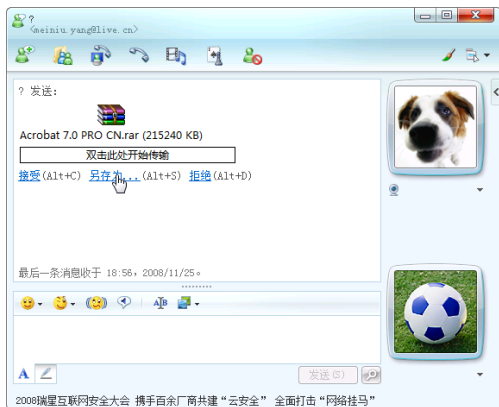 ?
<meiniu.yang@live.cn>
? 发送:
Acrobat 7.0 PRO CN.rar (215240 KB)
双击此处开始传输
接受(Alt+C) 另存为...(Alt+S) 拒绝(Alt+D)
最后一条消息收于 18:56，2008/11/25。
A
发送(S)
2008瑞星互联网安全大会 携手百余厂商共建“云安全” 全面打击“网络挂马”